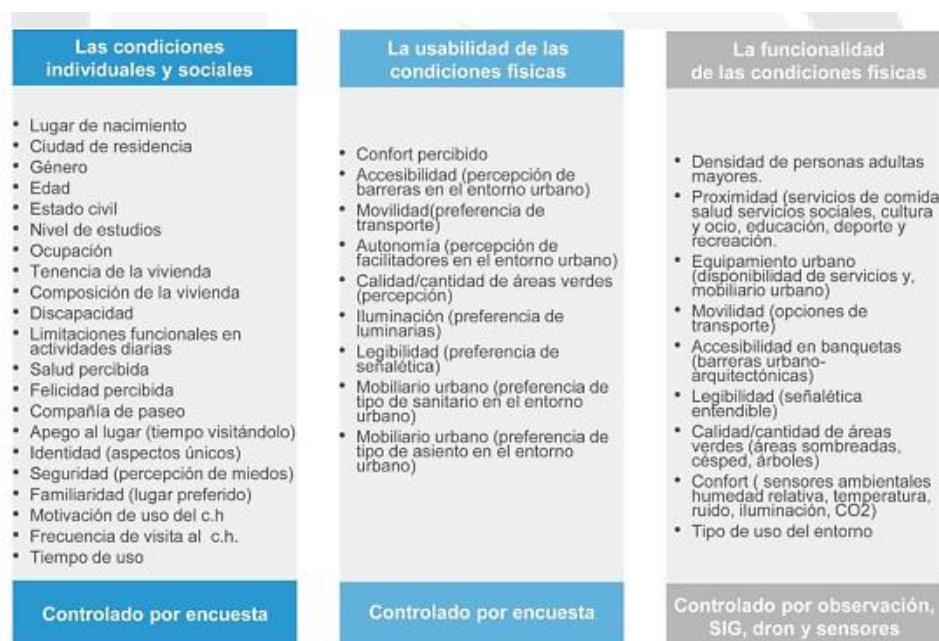 Las condiciones
individuales y sociales
• Lugar de nacimiento
• Ciudad de residencia
• Género
• Edad
• Estado civil
• Nivel de estudios
• Ocupación
• Tenencia de la vivienda
• Composición de la vivienda
• Discapacidad
• Limitaciones funcionales en
actividades diarias
• Salud percibida
• Felicidad percibida
• Compañía de paseo
• Apego al lugar (tiempo visitándolo)
• Identidad (aspectos únicos)
• Seguridad (percepción de miedos)
• Familiaridad (lugar preferido)
• Motivación de uso del c.h
• Frecuencia de visita al c.h.
• Tiempo de uso
Controlado por encuesta
La usabilidad de las
condiciones físicas
• Confort percibido
• Accesibilidad (percepción de
barreras en el entorno urbano)
• Movilidad(preferencia de
transporte)
• Autonomía (percepción de
facilitadores en el entorno urbano)
• Calidad/cantidad de áreas verdes
(percepción)
• Iluminación (preferencia de
luminarias)
• Legibilidad (preferencia de
señalética)
• Mobiliario urbano (preferencia de
tipo de sanitario en el entorno
urbano)
• Mobiliario urbano (preferencia de
tipo de asiento en el entorno
urbano)
Controlado por encuesta
La funcionalidad
de las condiciones físicas
• Densidad de personas adultas
mayores.
• Proximidad (servicios de comida
salud servicios sociales, cultura
y ocio, educación, deporte y
recreación.
• Equipamiento urbano
(disponibilidad de servicios y,
mobiliario urbano)
• Movilidad (opciones de
transporte)
• Accesibilidad en banquetas
(barreras urbano-
arquitectónicas)
• Legibilidad (señalética
entendible)
• Calidad/cantidad de áreas
verdes (áreas sombreadas,
césped, árboles)
• Confort ( sensores ambientales
humedad relativa, temperatura,
ruido, iluminación, CO2)
• Tipo de uso del entorno
Controlado por observación,
SIG, dron y sensores